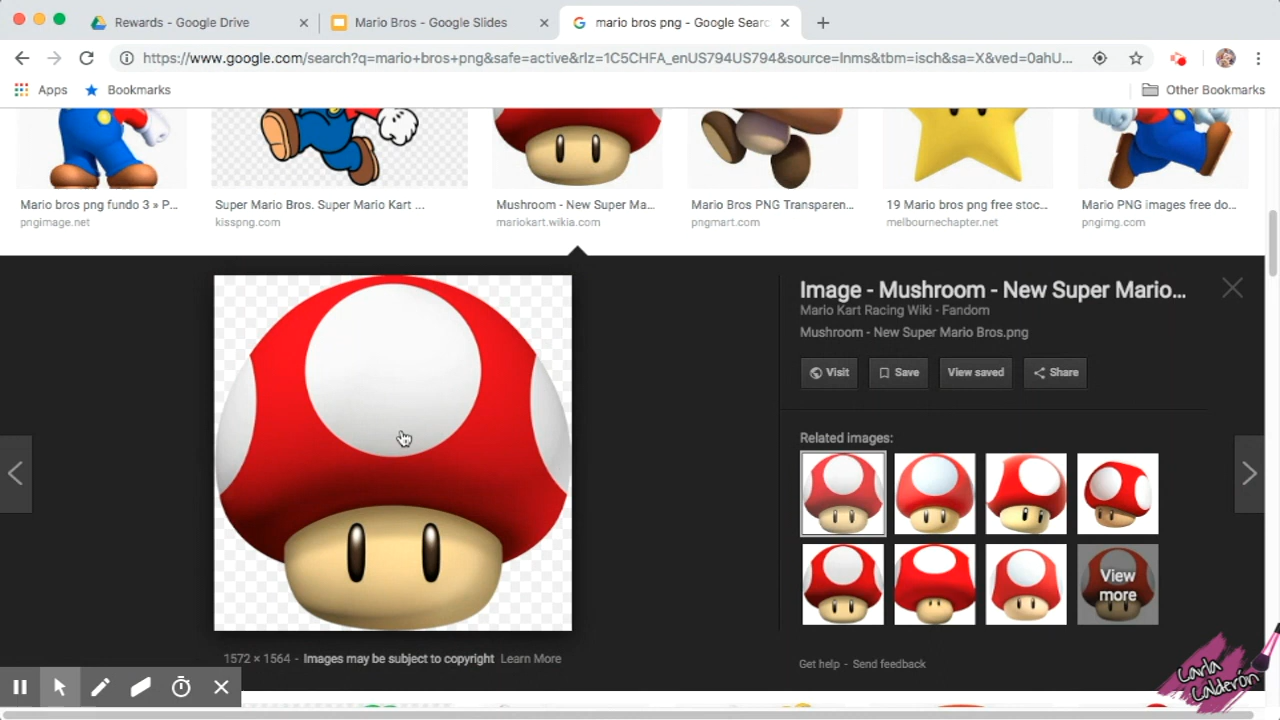 Rewards - Google Drive
Mario Bros - Google Slides
mario bros png - Google Searc
https://www.google.com/search?q=mario+bros+png&safe=active&rlz=1C5CHFA_enUS794US794&source=lnms&tbm=isch&sa=X&ved=0ahU...
Apps
Bookmarks
Other Bookmarks
Mario bros png fundo 3 » P...
pngimage.net
Super Mario Bros. Super Mario Kart ...
kisspng.com
Mushroom - New Super Ma...
mariokart.wikia.com
Mario Bros PNG Transparen...
pngmart.com
19 Mario bros png free stoc...
melbournechapter.net
Mario PNG images free do...
pngimg.com
Image - Mushroom - New Super Mario...
Mario Kart Racing Wiki - Fandom
Mushroom - New Super Mario Bros.png
Visit
Save
View saved
Share
Related images:
View
more
1572 × 1564 - Images may be subject to copyright Learn More
Get help - Send feedback
Carla
Calderón